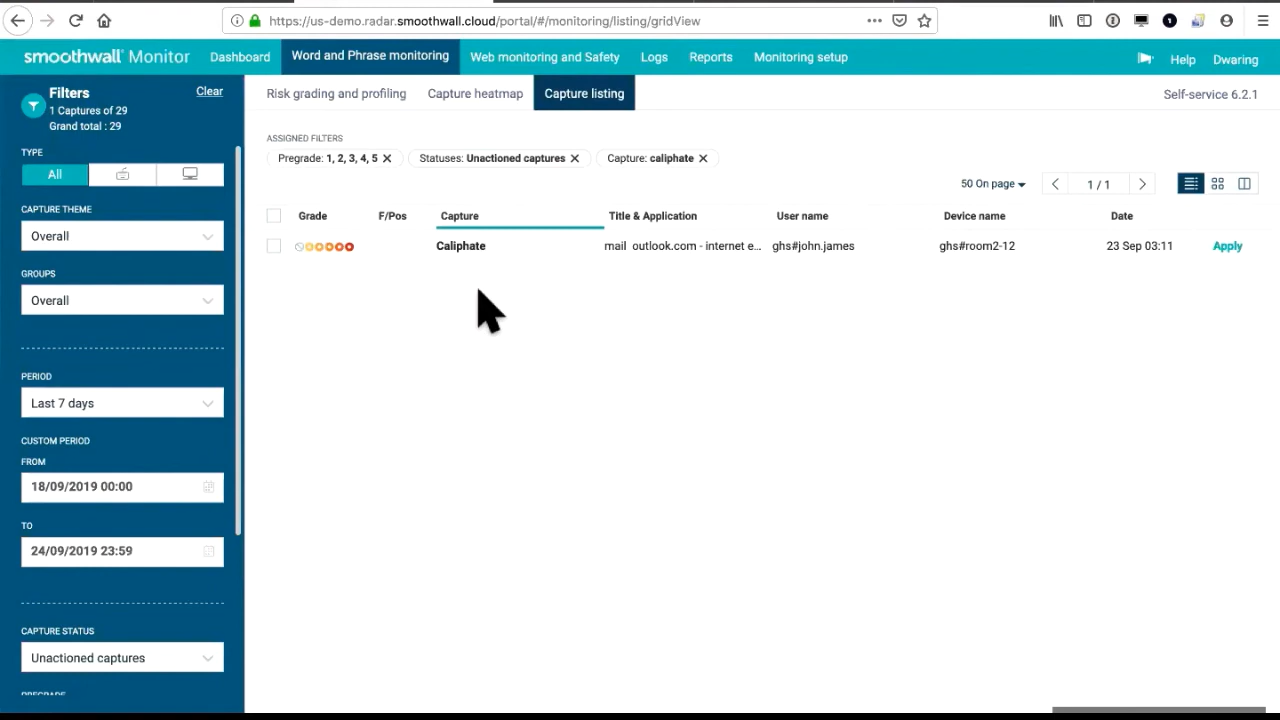 https://us-demo.radar.smoothwall.cloud/portal/#/monitoring/listing/gridView
smoothwall Monitor Dashboard Word and Phrase monitoring Web monitoring and Safety Logs Reports Monitoring setup Help Dwaring
Filters Clear
1 Captures of 29
Grand total : 29
Risk grading and profiling Capture heatmap Capture listing Self-service 6.2.1
ASSIGNED FILTERS
Pregrade: 1, 2, 3, 4, 5 Statuses: Unactioned captures Capture: caliphate
50 On page 1 / 1
Grade F/Pos Capture Title & Application User name Device name Date
Caliphate mail outlook.com - internet e... ghs#john.james ghs#room2-12 23 Sep 03:11 Apply
TYPE
All
CAPTURE THEME
Overall
GROUPS
Overall
PERIOD
Last 7 days
CUSTOM PERIOD
FROM
18/09/2019 00:00
TO
24/09/2019 23:59
CAPTURE STATUS
Unactioned captures